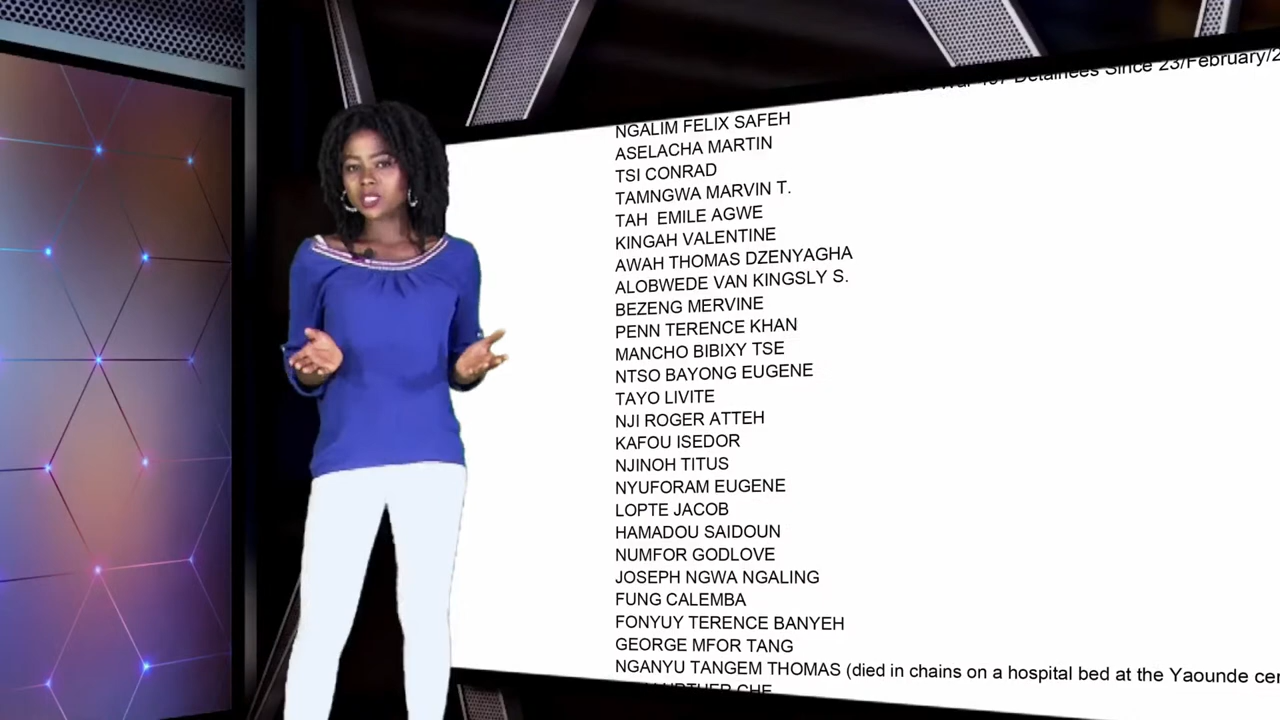 Detainees Since 23/February/2
NGALIM FELIX SAFEH
ASELACHA MARTIN
TSI CONRAD
TAMNGWA MARVIN T.
TAH EMILE AGWE
KINGAH VALENTINE
AWAH THOMAS DZENYAGHA
ALOBWEDE VAN KINGSLY S.
BEZENG MERVINE
PENN TERENCE KHAN
MANCHO BIBIXY TSE
NTSO BAYONG EUGENE
TAYO LIVITE
NJI ROGER ATTEH
KAFOU ISEDOR
NJINOH TITUS
NYUFORAM EUGENE
LOPTE JACOB
HAMADOU SAIDOUN
NUMFOR GODLOVE
JOSEPH NGWA NGALING
FUNG CALEMBA
FONYUY TERENCE BANYEH
GEORGE MFOR TANG
NGANYU TANGEM THOMAS (died in chains on a hospital bed at the Yaounde cen
CHE